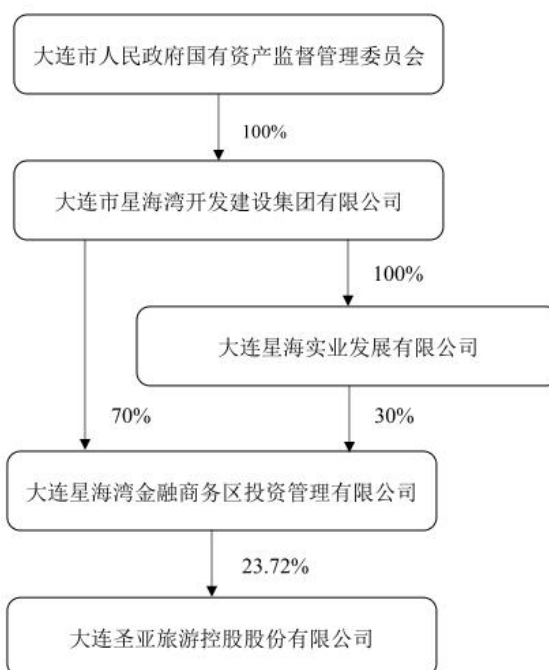 大连市人民政府国有资产监督管理委员会
100%
大连市星海湾开发建设集团有限公司
100%
大连星海实业发展有限公司
70%
30%
大连星海湾金融商务区投资管理有限公司
23.72%
大连圣亚旅游控股股份有限公司